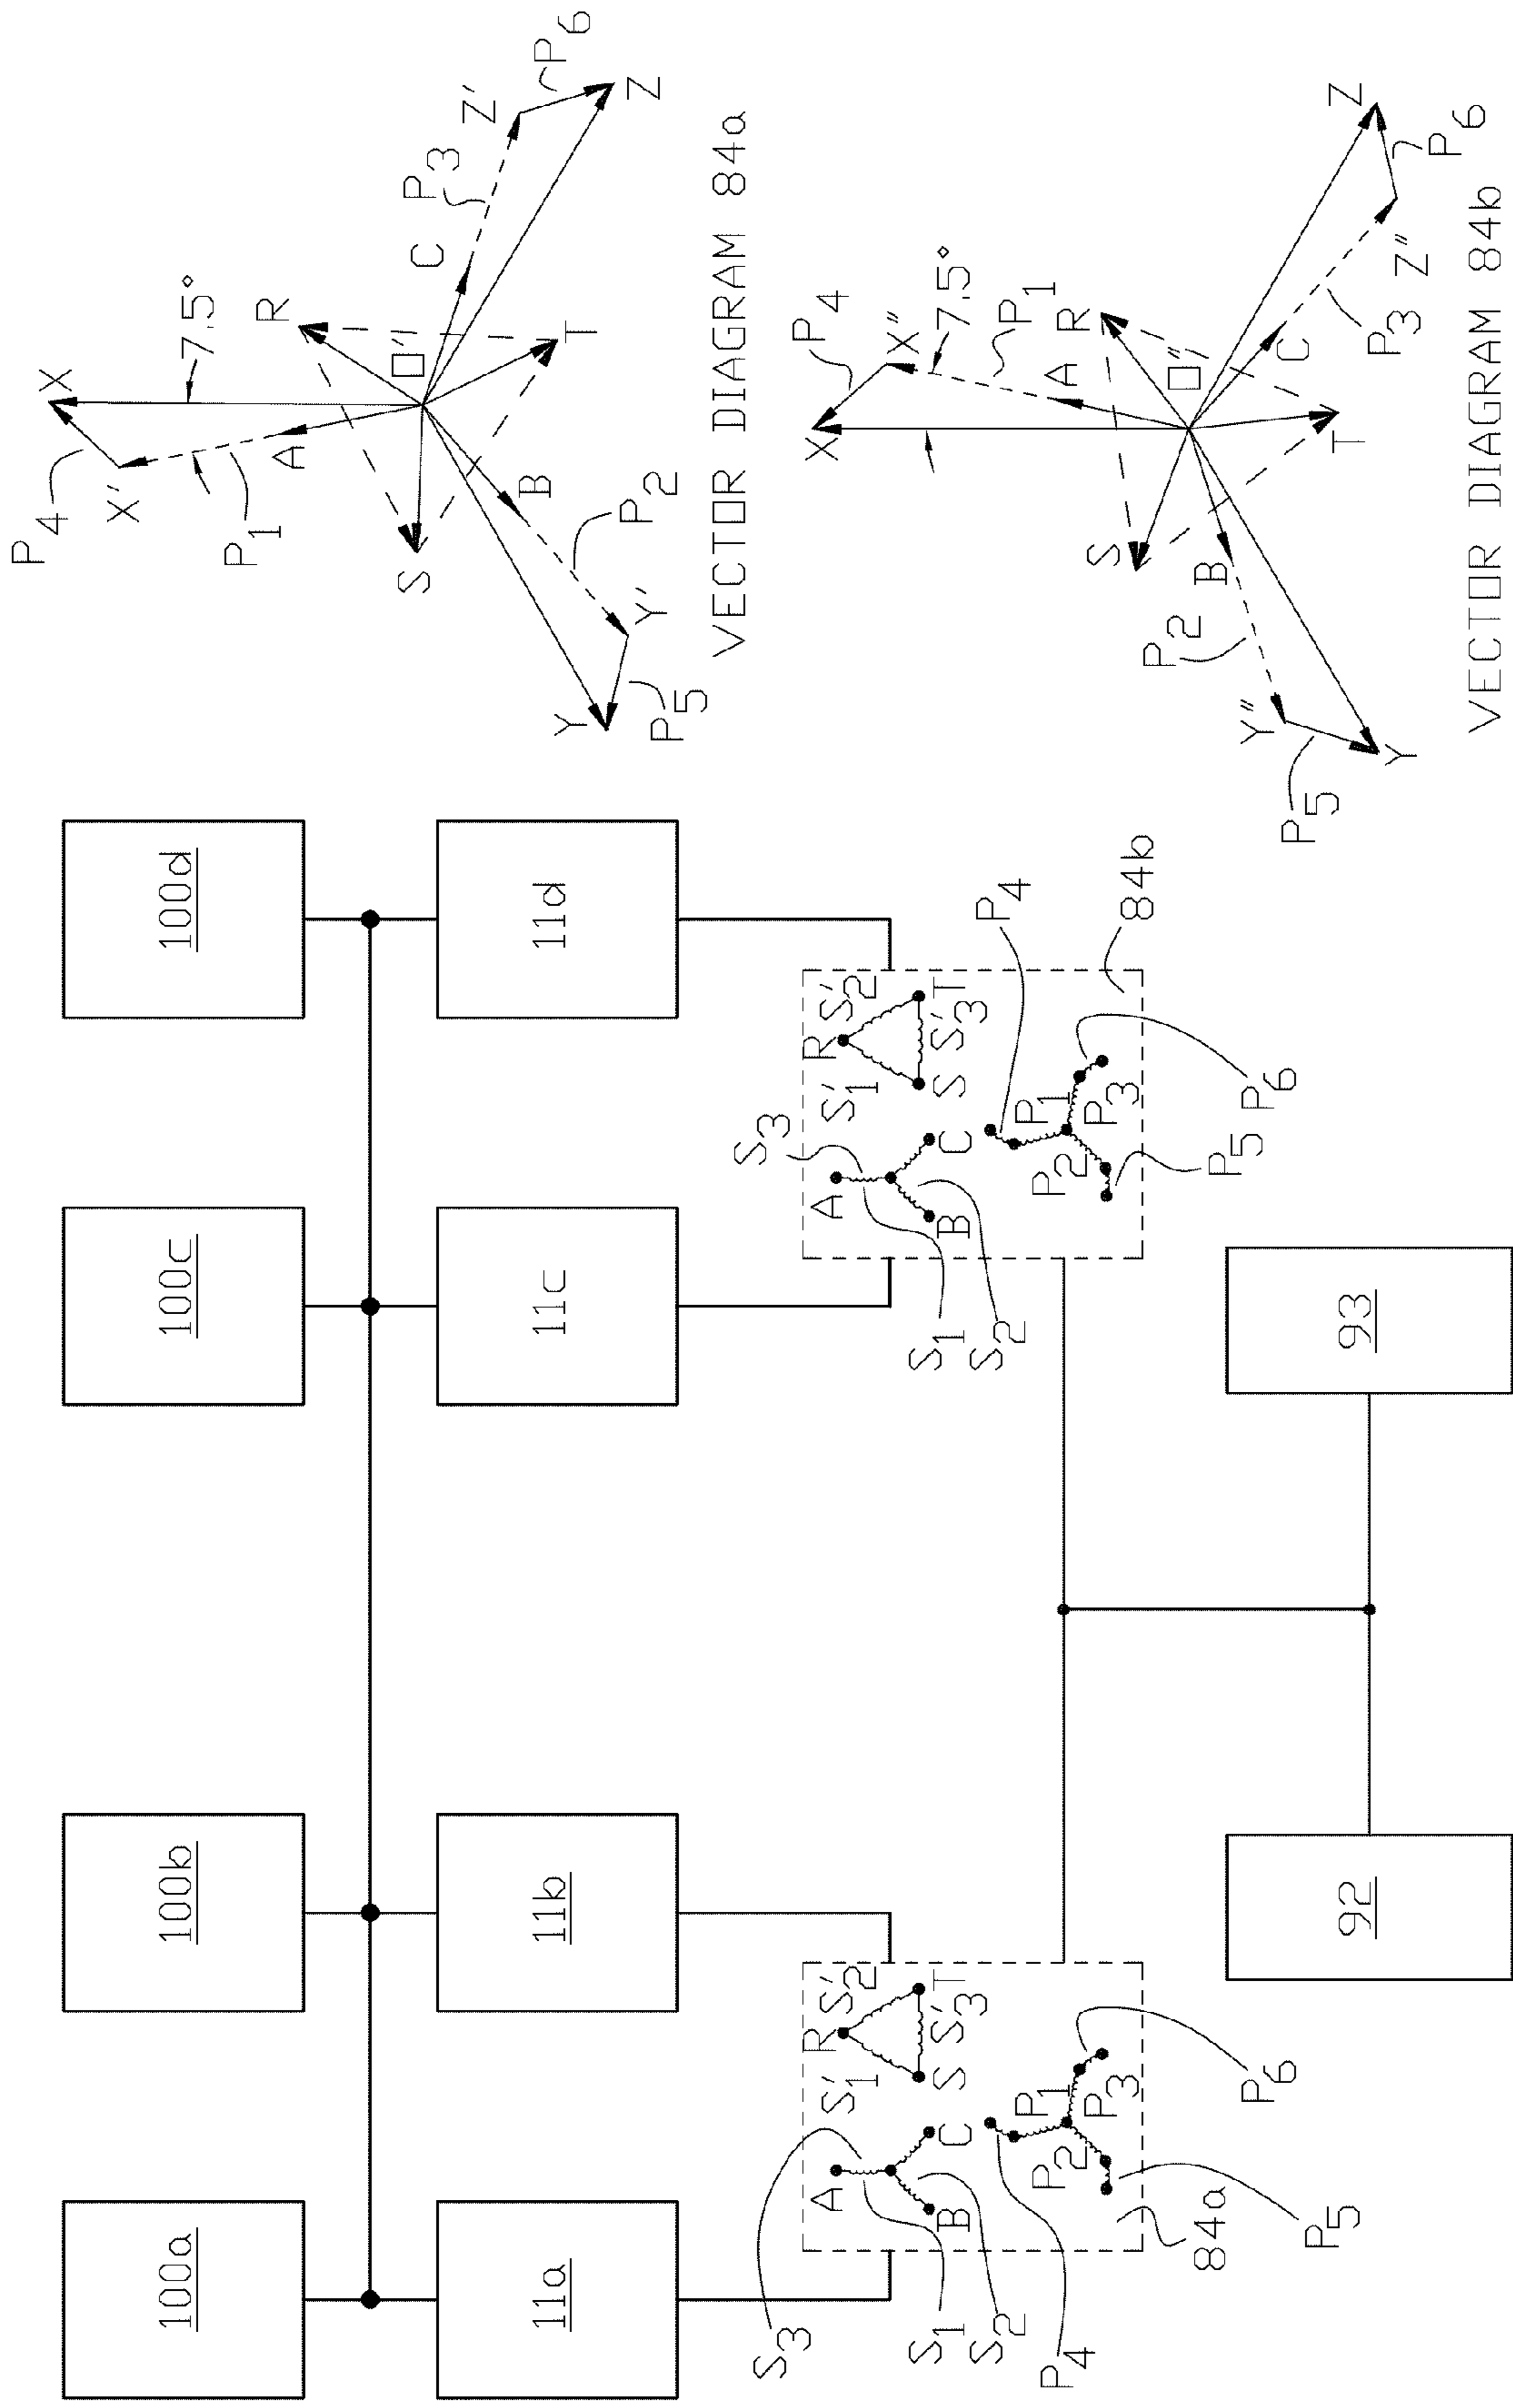 100a
100b
100c
100d
11a
11b
11c
11d
S3
A
B
C
R
S'1
S'2
S
S'3
T
S1
S2
P4
P1
P2
P3
P5
P6
84a
S3
A
B
C
R
S'1
S'2
S
S'3
T
S1
S2
P4
P1
P2
P3
P5
P6
84b
92
93
X
P4
X'
P1
A
7.5°
R
O'
S
T
C
P3
Z'
P6
Z
B
P2
Y'
Y
P5
VECTOR DIAGRAM 84a
X
P4
X"
7.5°
P1
A
R
O"
S
T
B
C
P2
P3
Y"
Y
P5
Z
Z"
P6
VECTOR DIAGRAM 84b